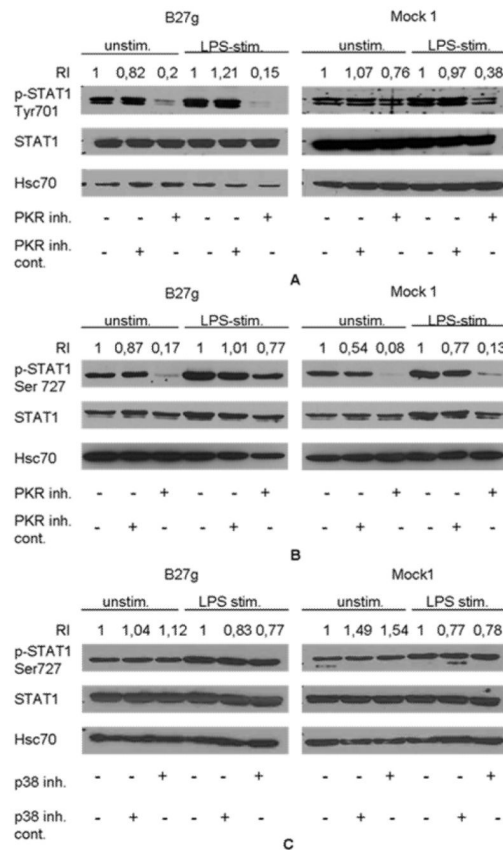 B27g Mock 1
unstim. LPS-stim. unstim. LPS-stim.
RI 1 0,82 0,2 1 1,21 0,15 1 1,07 0,76 1 0,97 0,38
p-STAT1
Tyr701
STAT1
Hsc70
PKR inh. - - + - - + - - + - - +
PKR inh.
cont. - + - - + - - + - - + -
A
B27g Mock 1
unstim. LPS-stim. unstim. LPS-stim.
RI 1 0,87 0,17 1 1,01 0,77 1 0,54 0,08 1 0,77 0,13
p-STAT1
Ser 727
STAT1
Hsc70
PKR inh. - - + - - + - - + - - +
PKR inh.
cont. - + - - + - - + - - + -
B
B27g Mock1
unstim. LPS stim. unstim. LPS stim.
RI 1 1,04 1,12 1 0,83 0,77 1 1,49 1,54 1 0,77 0,78
p-STAT1
Ser727
STAT1
Hsc70
p38 inh. - - + - - + - - + - - +
p38 inh.
cont. - + - - + - - + - - + -
C